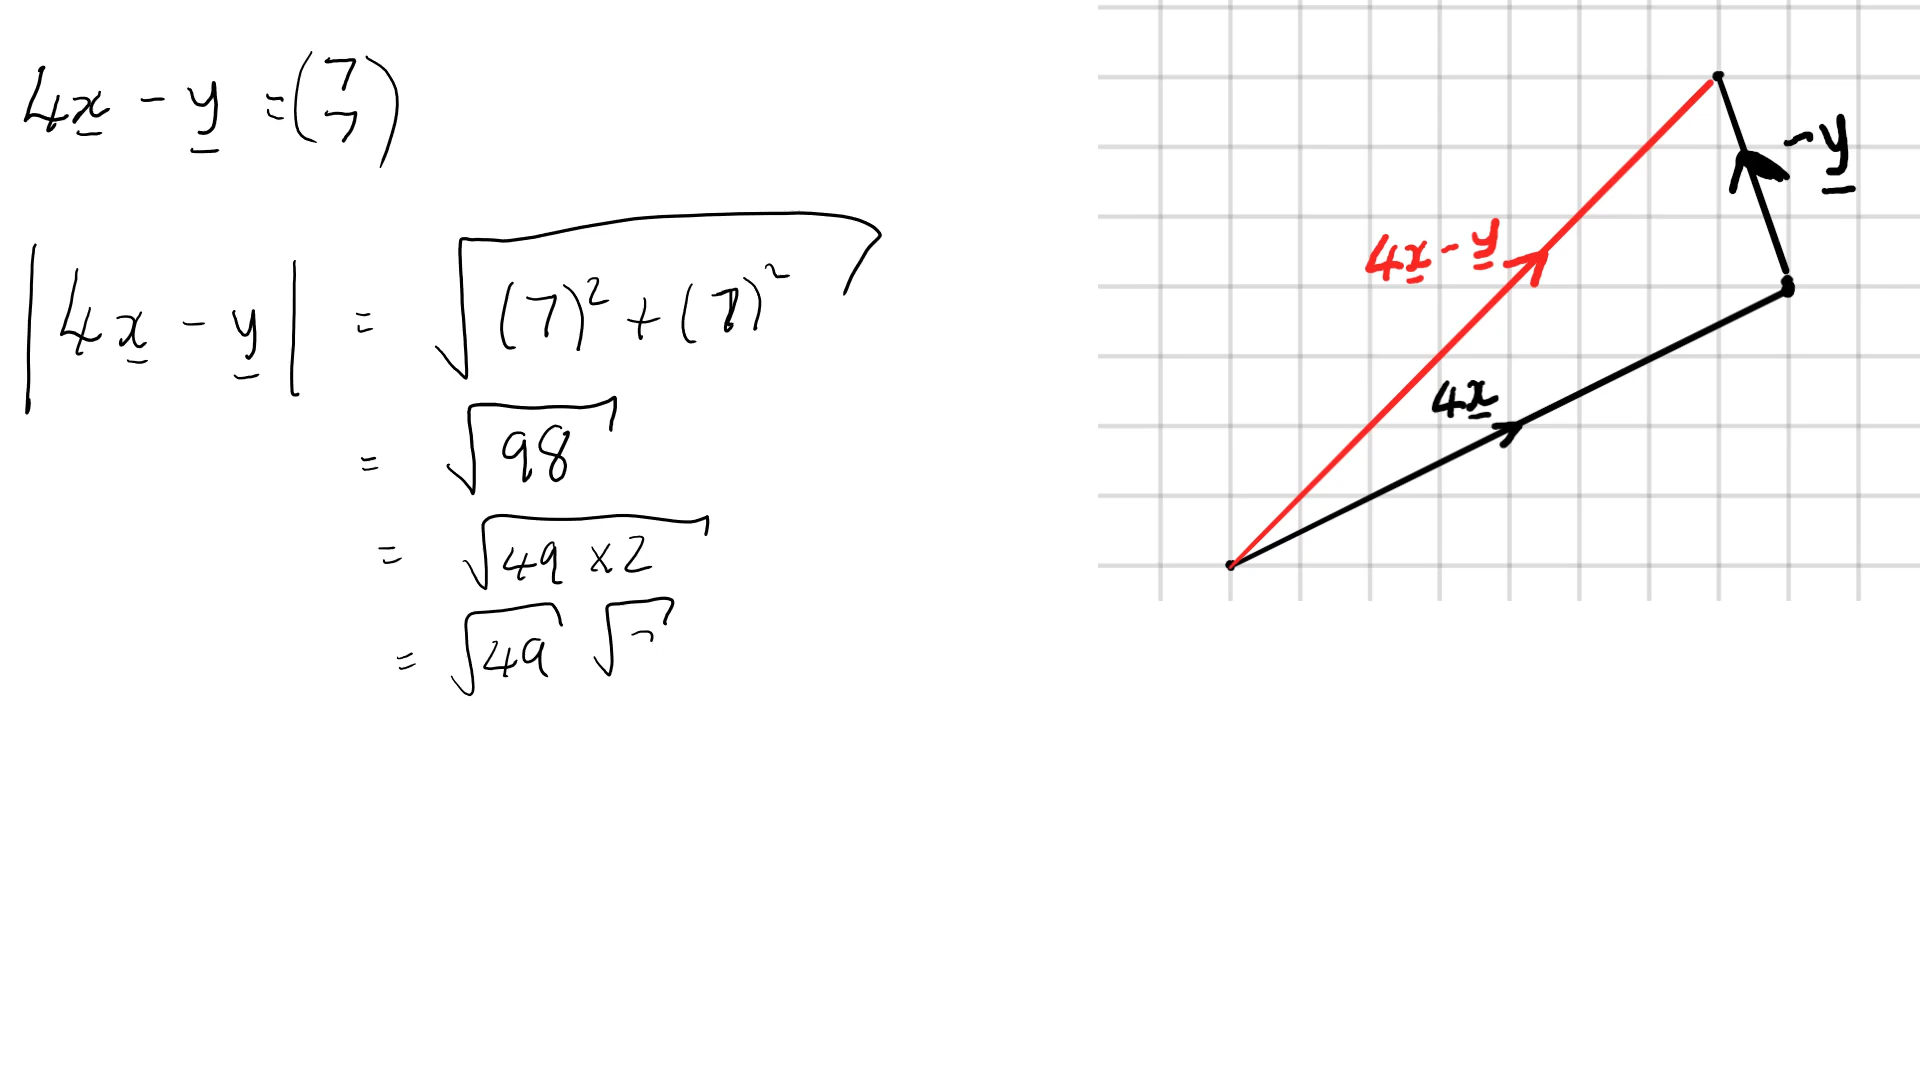 4x - y = (7 7)
|4x - y| = √((7)² + (7)²)
= √98
= √49 × 2
= √49 √2
4x - y
- y
4x